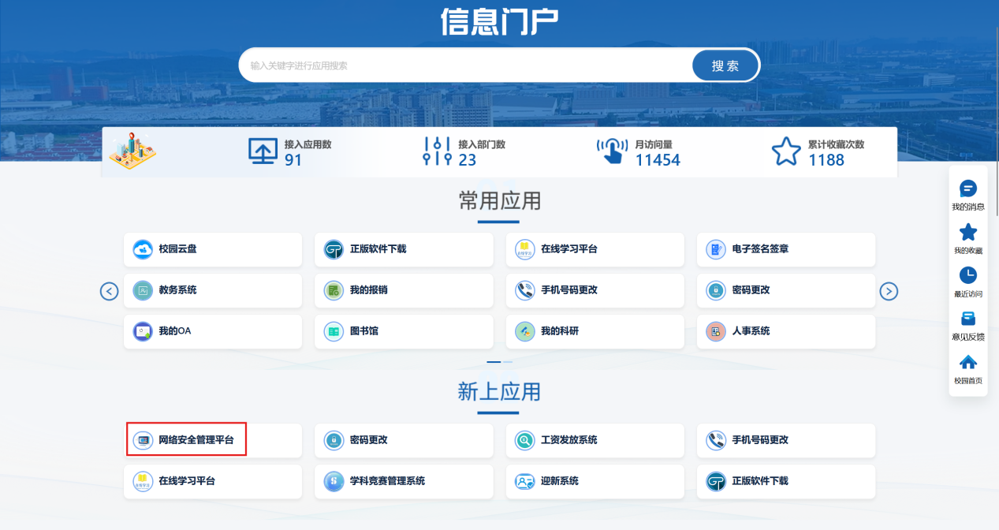 信息门户
输入关键字进行应用搜索
搜索
接入应用数
91
接入部门数
23
月访问量
11454
累计收藏次数
1188
常用应用
校园云盘
正版软件下载
在线学习平台
电子签名签章
教务系统
我的报销
手机号码更改
密码更改
我的OA
图书馆
我的科研
人事系统
新上应用
网络安全管理平台
密码更改
工资发放系统
手机号码更改
在线学习平台
学科竞赛管理系统
迎新系统
正版软件下载
我的消息
我的收藏
最近访问
意见反馈
校园首页